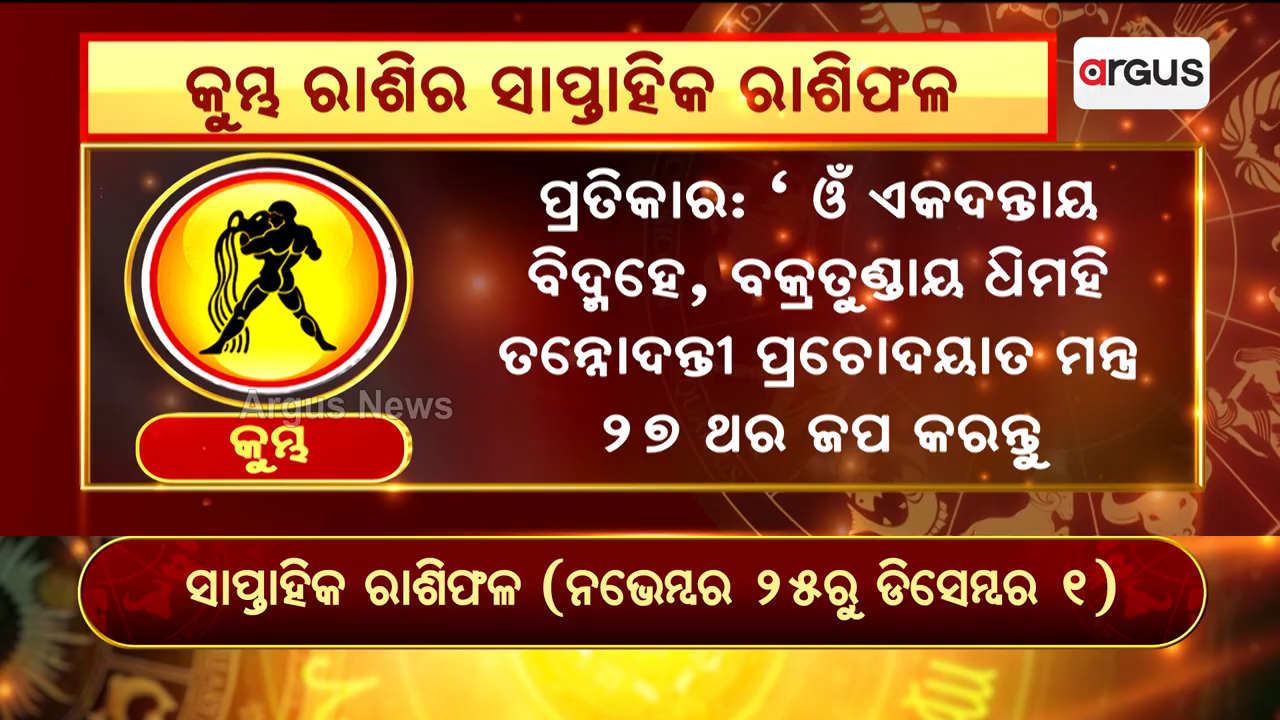 କୁମ୍ଭ ରାଶିର ସାପ୍ତାହିକ ରାଶିଫଳ
argus
ପ୍ରତିକାର: ‘ ଓଁ ଏକଦନ୍ତାୟ
ବିଦ୍ମହେ, ବକ୍ରତୁଣ୍ଡାୟ ଧିମହି
ତନ୍ନୋଦନ୍ତୀ ପ୍ରଚୋଦୟାତ ମନ୍ତ୍ର
୨୭ ଥର ଜପ କରନ୍ତୁ
Argus News
କୁମ୍ଭ
ସାପ୍ତାହିକ ରାଶିଫଳ (ନଭେମ୍ବର ୨୫ରୁ ଡିସେମ୍ବର ୧)